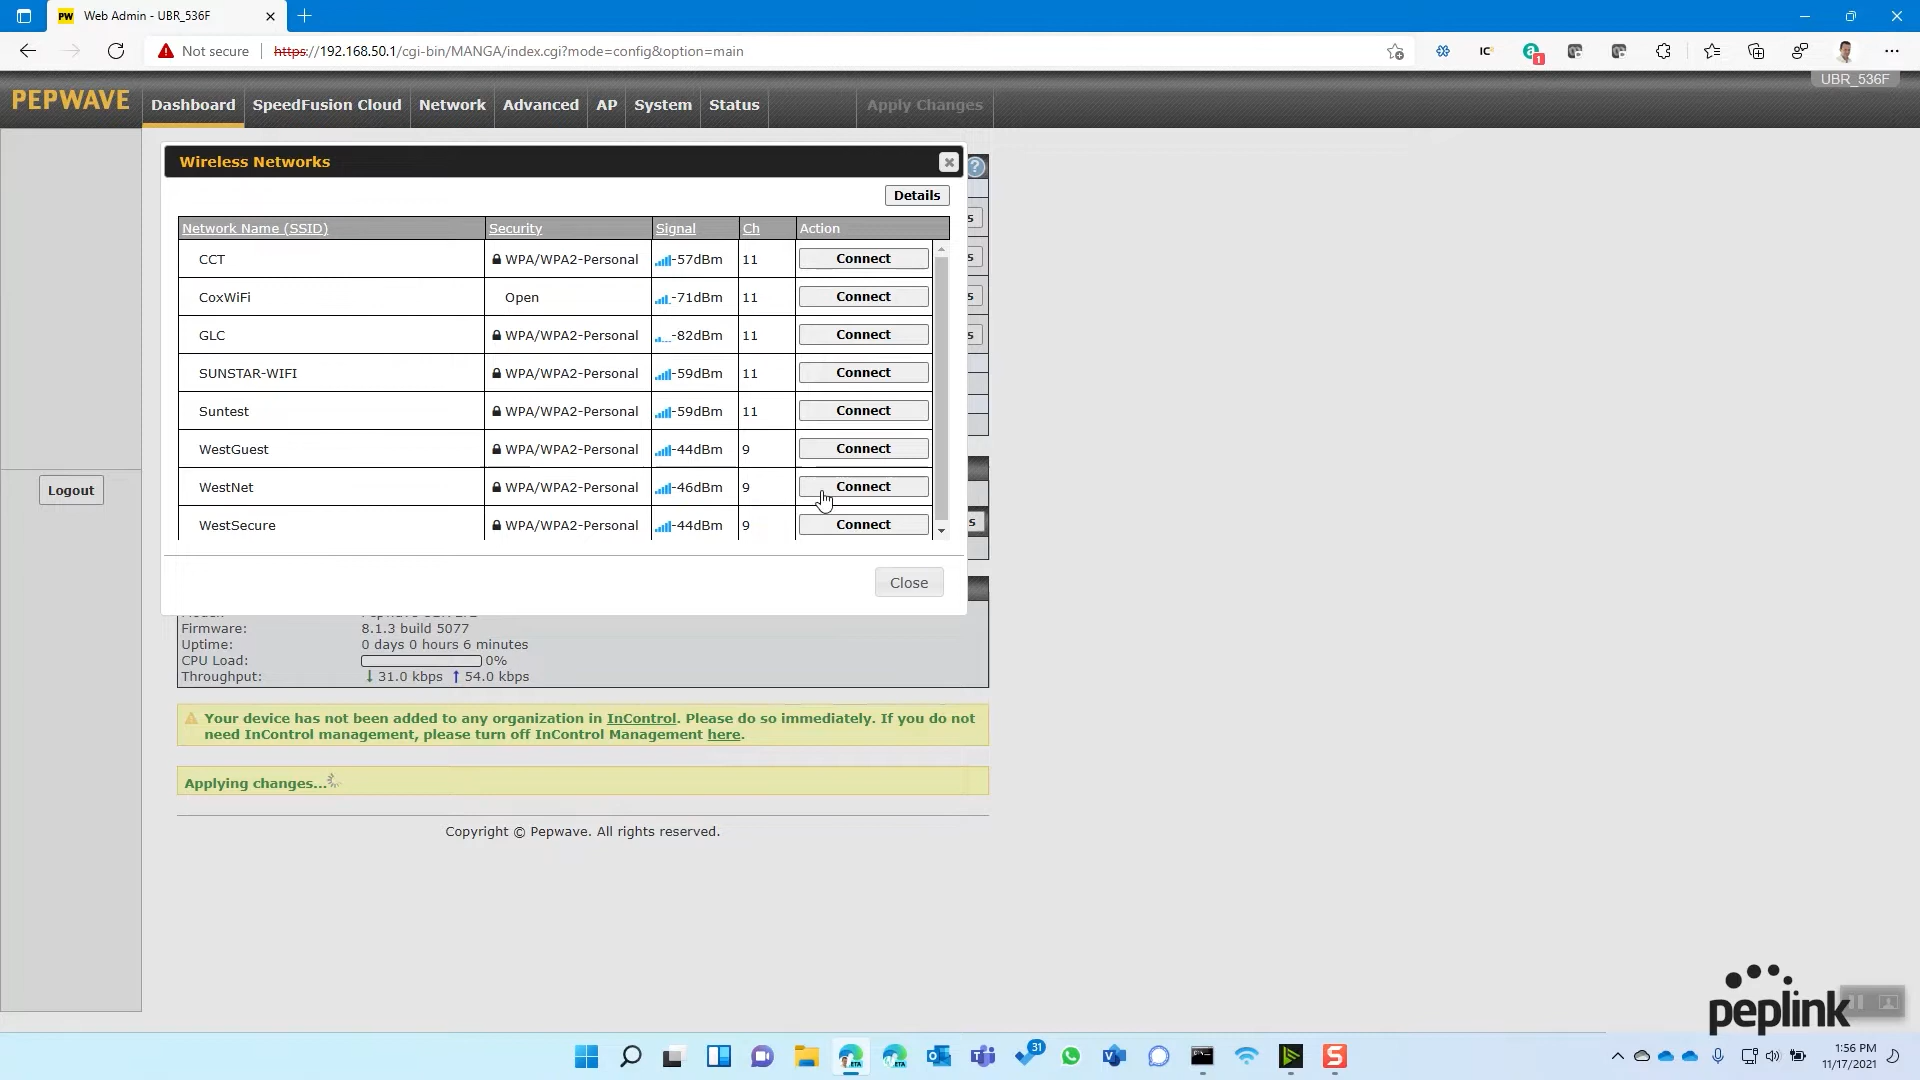 Web Admin - UBR_536F
Not secure
https://192.168.50.1/cgi-bin/MANGA/index.cgi?mode=config&option=main
IC
1
UBR_536F
PEPWAVE
Dashboard
SpeedFusion Cloud
Network
Advanced
AP
System
Status
Apply Changes
Wireless Networks
Details
Network Name (SSID) Security Signal Ch Action
CCT WPA/WPA2-Personal -57dBm 11 Connect
CoxWiFi Open -71dBm 11 Connect
GLC WPA/WPA2-Personal -82dBm 11 Connect
SUNSTAR-WIFI WPA/WPA2-Personal -59dBm 11 Connect
Suntest WPA/WPA2-Personal -59dBm 11 Connect
WestGuest WPA/WPA2-Personal -44dBm 9 Connect
WestNet WPA/WPA2-Personal -46dBm 9 Connect
WestSecure WPA/WPA2-Personal -44dBm 9 Connect
Logout
Close
Firmware: 8.1.3 build 5077
Uptime: 0 days 0 hours 6 minutes
CPU Load: 0%
Throughput: 31.0 kbps 54.0 kbps
Your device has not been added to any organization in InControl. Please do so immediately. If you do not
need InControl management, please turn off InControl Management here.
Applying changes...
Copyright © Pepwave. All rights reserved.
peplink
31
1:56 PM
11/17/2021